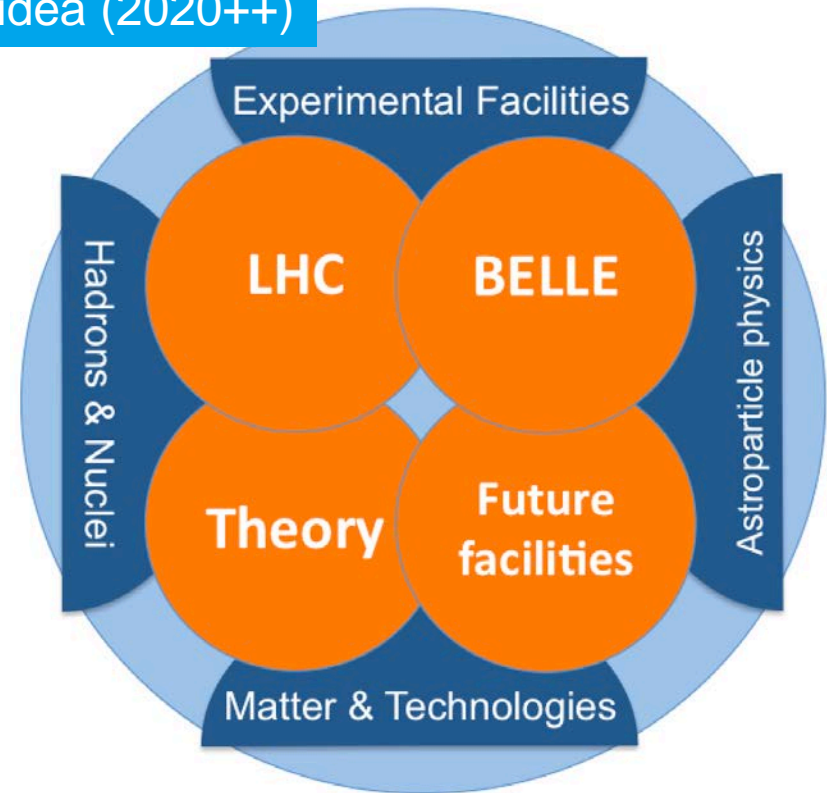 idea (2020++)
Experimental Facilities
LHC
BELLE
Hadrons & Nuclei
Astroparticle physics
Theory
Future
facilities
Matter & Technologies